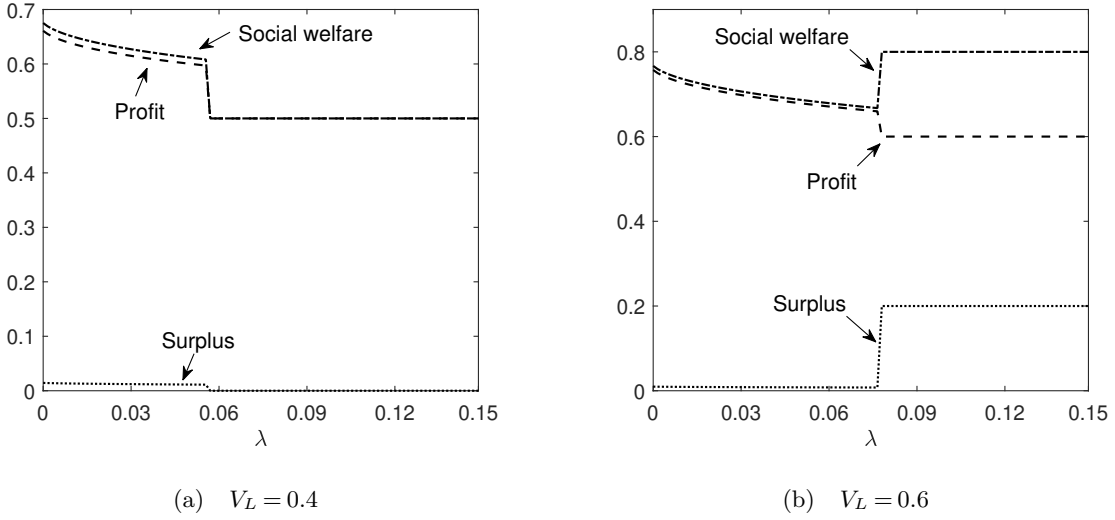 0.7
0.6
0.5
0.4
0.3
0.2
0.1
0
Social welfare
Profit
Surplus
0 0.03 0.06 0.09 0.12 0.15
λ
(a) V_L = 0.4
0.8
0.6
0.4
0.2
0
Social welfare
Profit
Surplus
0 0.03 0.06 0.09 0.12 0.15
λ
(b) V_L = 0.6